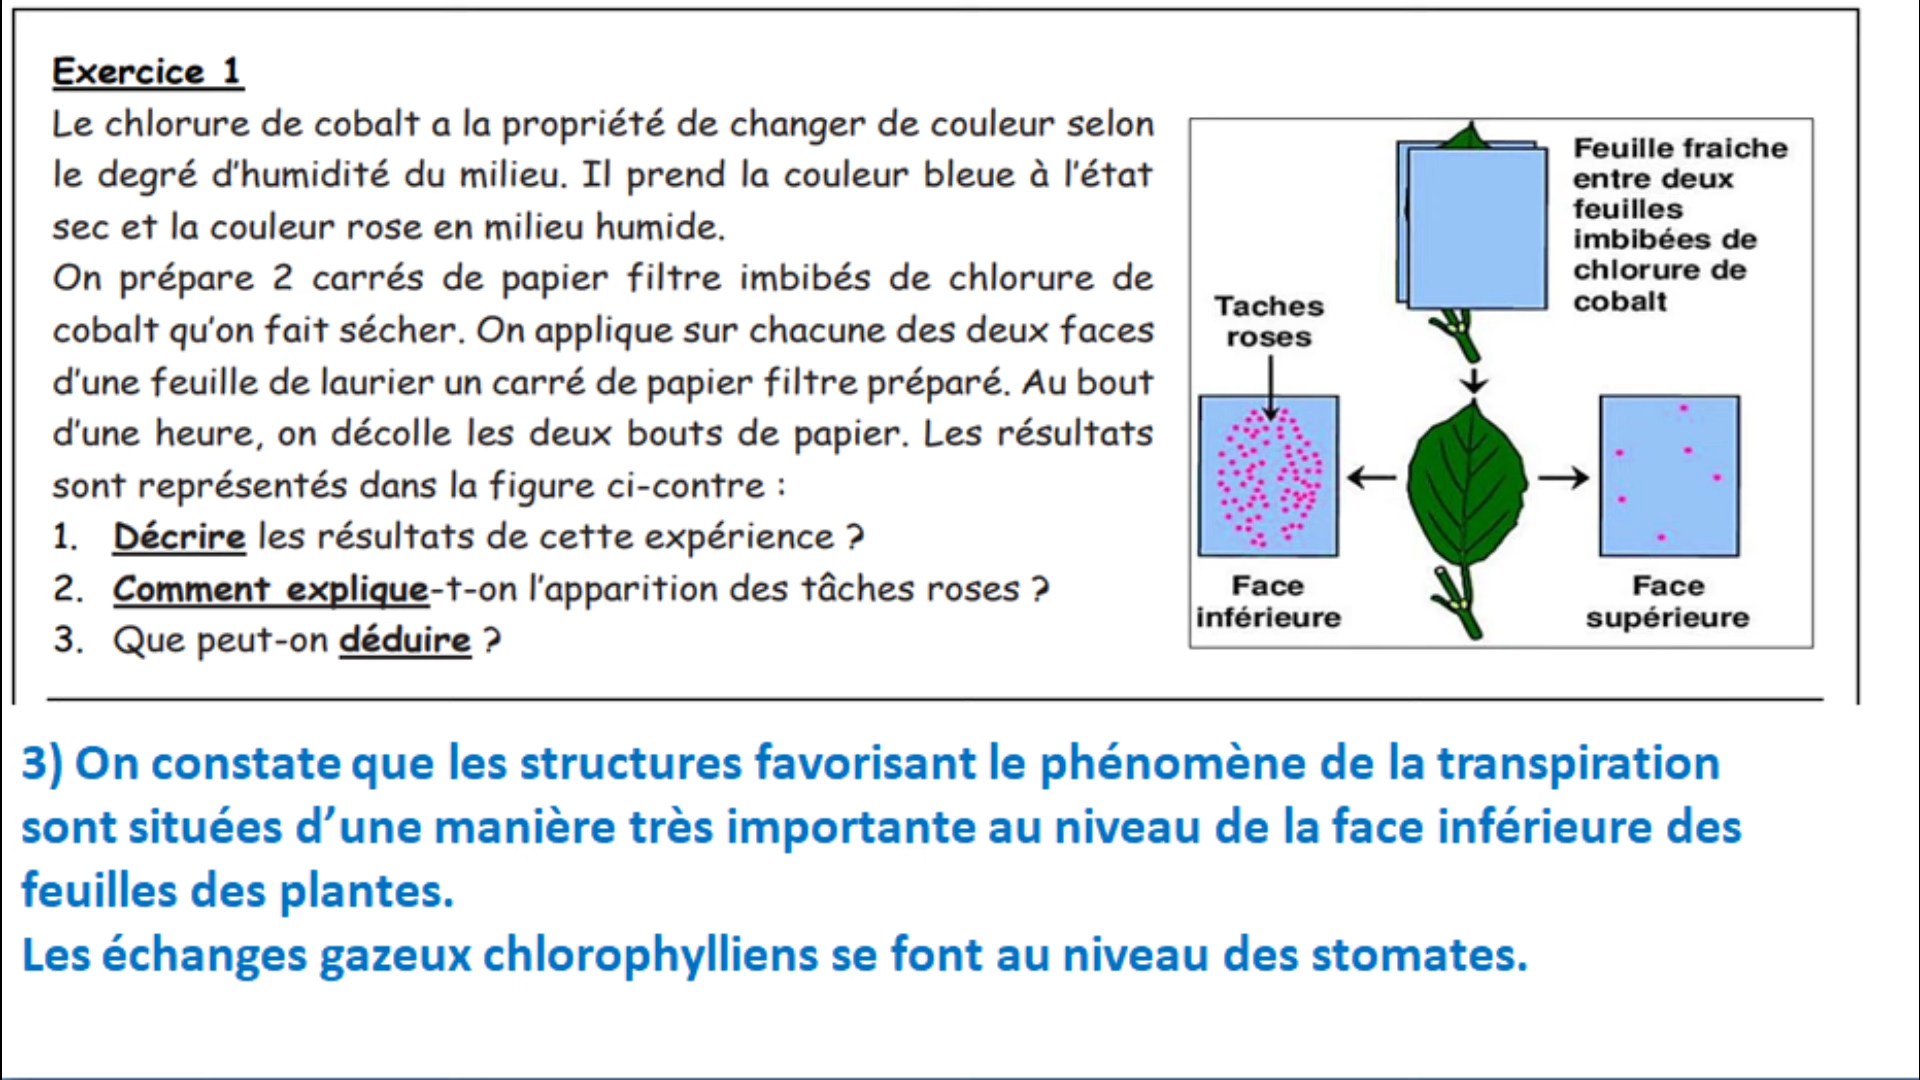 Exercice 1
Le chlorure de cobalt a la propriété de changer de couleur selon
le degré d'humidité du milieu. Il prend la couleur bleue à l'état
sec et la couleur rose en milieu humide.
On prépare 2 carrés de papier filtre imbibés de chlorure de
cobalt qu'on fait sécher. On applique sur chacune des deux faces
d'une feuille de laurier un carré de papier filtre préparé. Au bout
d'une heure, on décolle les deux bouts de papier. Les résultats
sont représentés dans la figure ci-contre :
1. Décrire les résultats de cette expérience ?
2. Comment explique-t-on l'apparition des tâches roses ?
3. Que peut-on déduire ?
Feuille fraiche
entre deux
feuilles
imbibées de
chlorure de
cobalt
Taches
roses
Face
inférieure
Face
supérieure
3) On constate que les structures favorisant le phénomène de la transpiration
sont situées d'une manière très importante au niveau de la face inférieure des
feuilles des plantes.
Les échanges gazeux chlorophylliens se font au niveau des stomates.